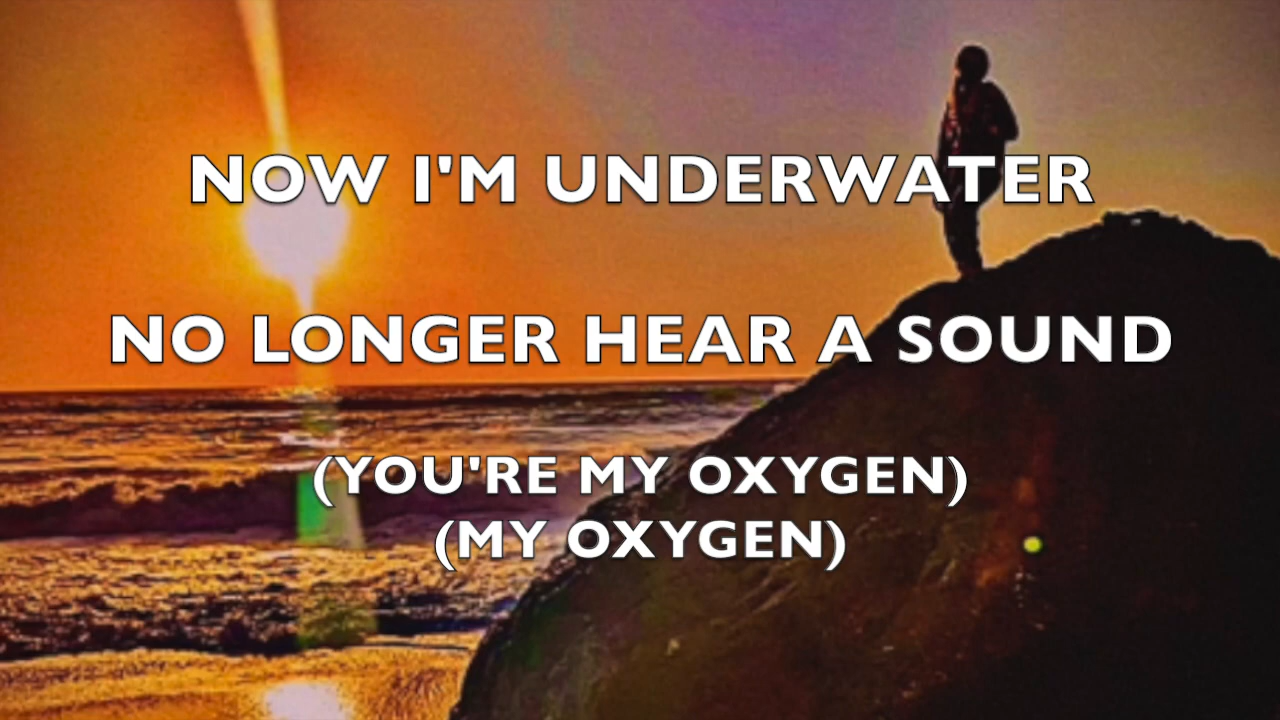 NOW I'M UNDERWATER
NO LONGER HEAR A SOUND
(YOU'RE MY OXYGEN)
(MY OXYGEN)